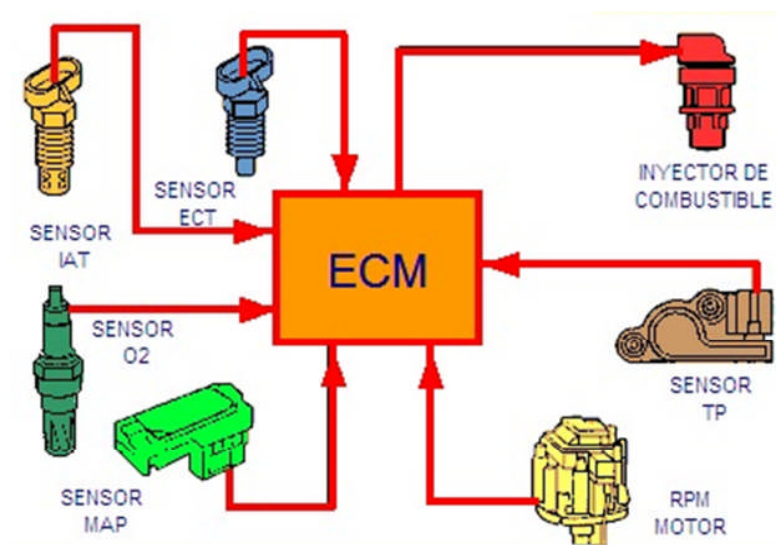 SENSOR
IAT
SENSOR
ECT
INYECTOR DE
COMBUSTIBLE
ECM
SENSOR
O2
SENSOR
TP
SENSOR
MAP
RPM
MOTOR